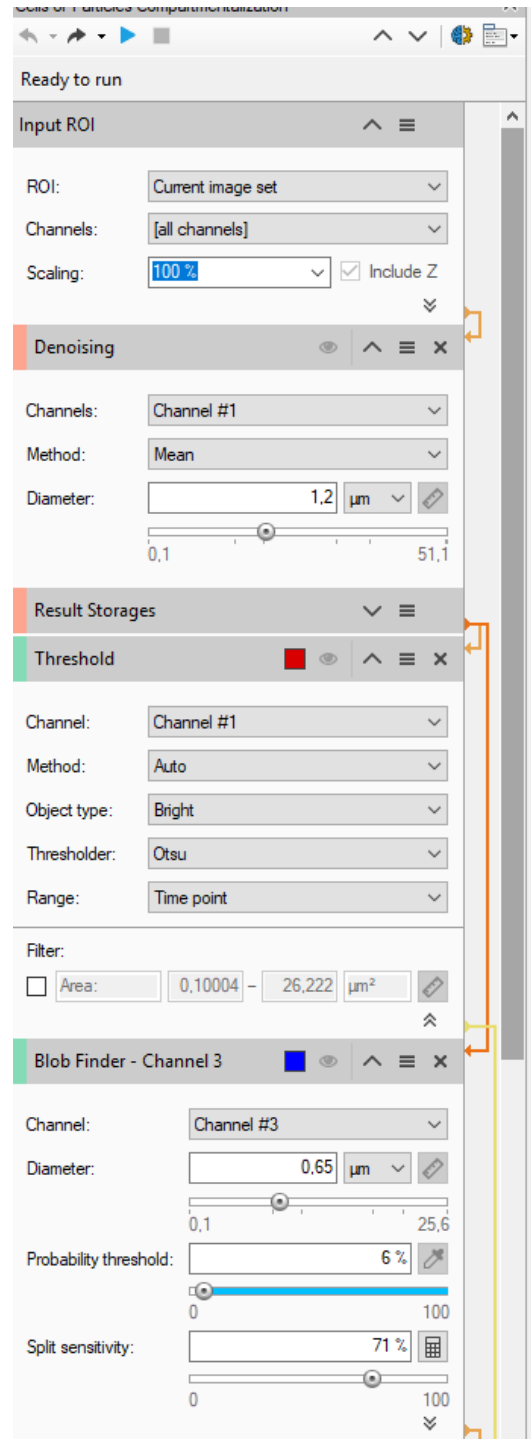 Cells or Particles Compartmentalization
Ready to run
Input ROI
ROI: Current image set
Channels: [all channels]
Scaling: 100 % Include Z
Denoising
Channels: Channel #1
Method: Mean
Diameter: 1,2 µm
0,1 51,1
Result Storages
Threshold
Channel: Channel #1
Method: Auto
Object type: Bright
Thresholder: Otsu
Range: Time point
Filter:
Area: 0,10004 – 26,222 µm²
Blob Finder - Channel 3
Channel: Channel #3
Diameter: 0,65 µm
0,1 25,6
Probability threshold: 6 %
0 100
Split sensitivity: 71 %
0 100